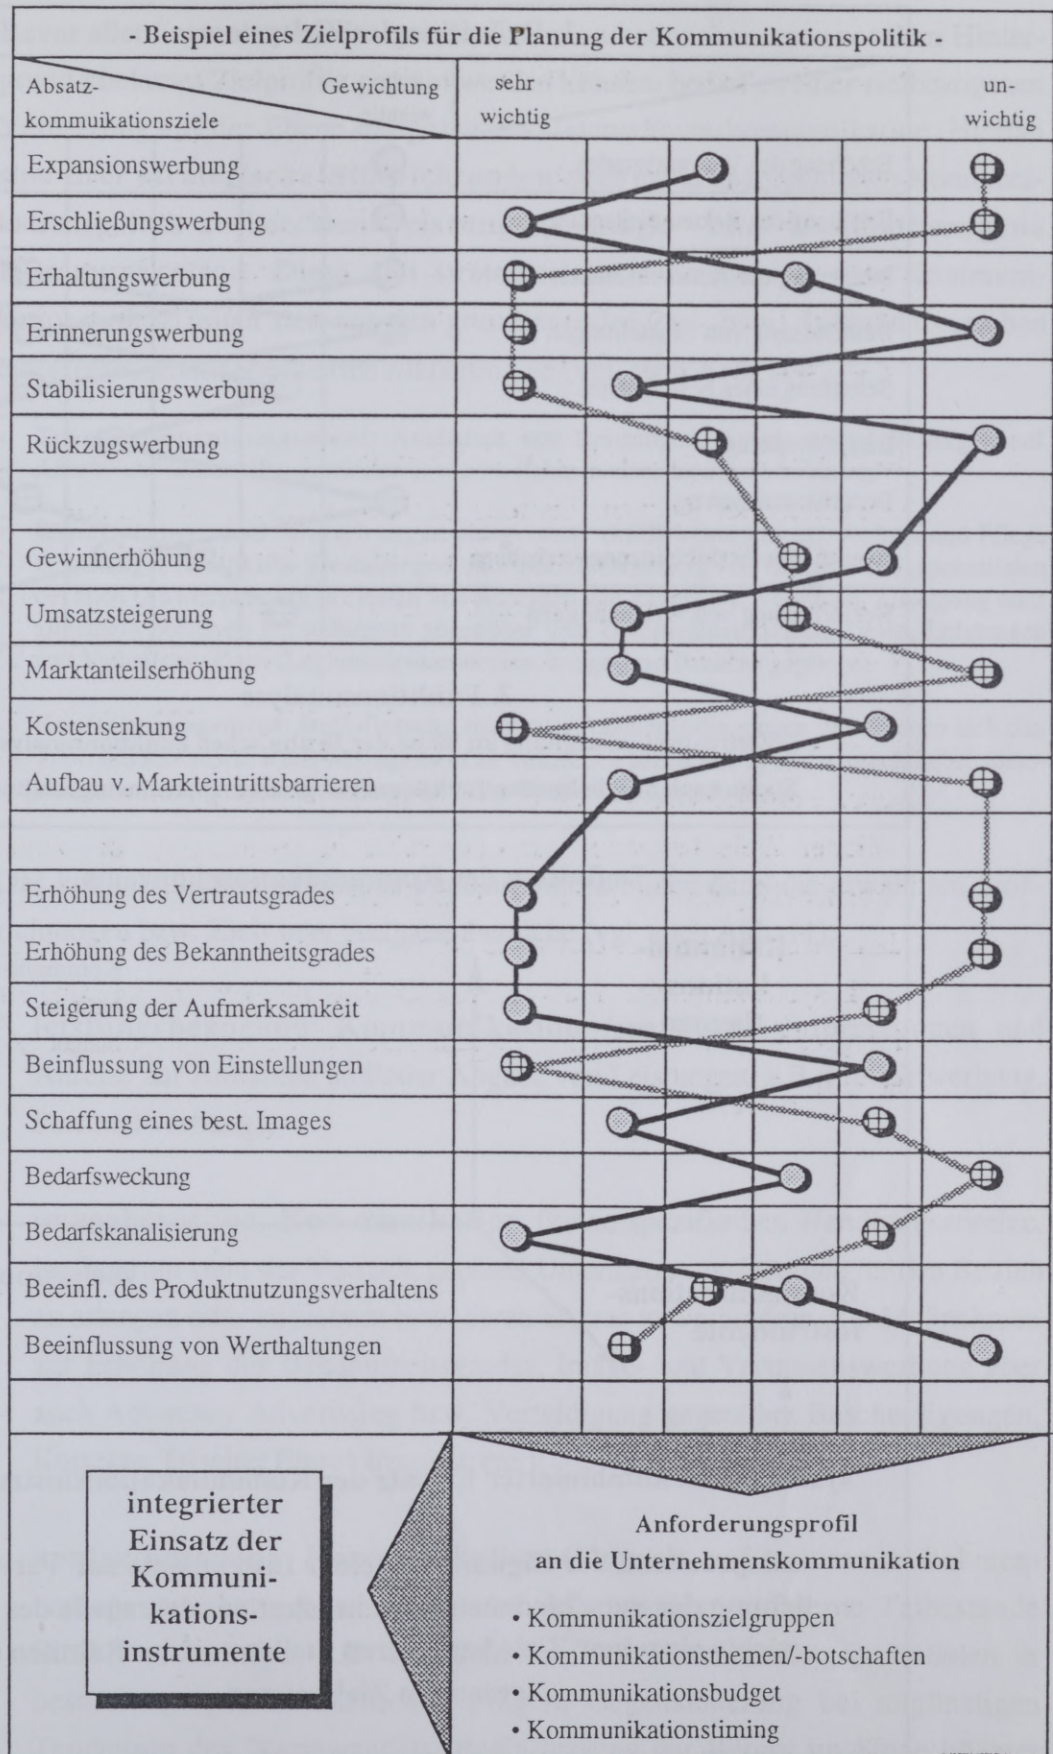 - Beispiel eines Zielprofils für die Planung der Kommunikationspolitik -
Absatz-
kommuikationsziele
Gewichtung
sehr
wichtig
un-
wichtig
Expansionswerbung
Erschließungswerbung
Erhaltungswerbung
Erinnerungswerbung
Stabilisierungswerbung
Rückzugswerbung
Gewinnerhöhung
Umsatzsteigerung
Marktanteilserhöhung
Kostensenkung
Aufbau v. Markteintrittsbarrieren
Erhöhung des Vertrautsgrades
Erhöhung des Bekanntheitsgrades
Steigerung der Aufmerksamkeit
Beinflussung von Einstellungen
Schaffung eines best. Images
Bedarfsweckung
Bedarfskanalisierung
Beeinfl. des Produktnutzungsverhaltens
Beeinflussung von Werthaltungen
integrierter
Einsatz der
Kommuni-
kations-
instrumente
Anforderungsprofil
an die Unternehmenskommunikation
• Kommunikationszielgruppen
• Kommunikationsthemen/-botschaften
• Kommunikationsbudget
• Kommunikationstiming